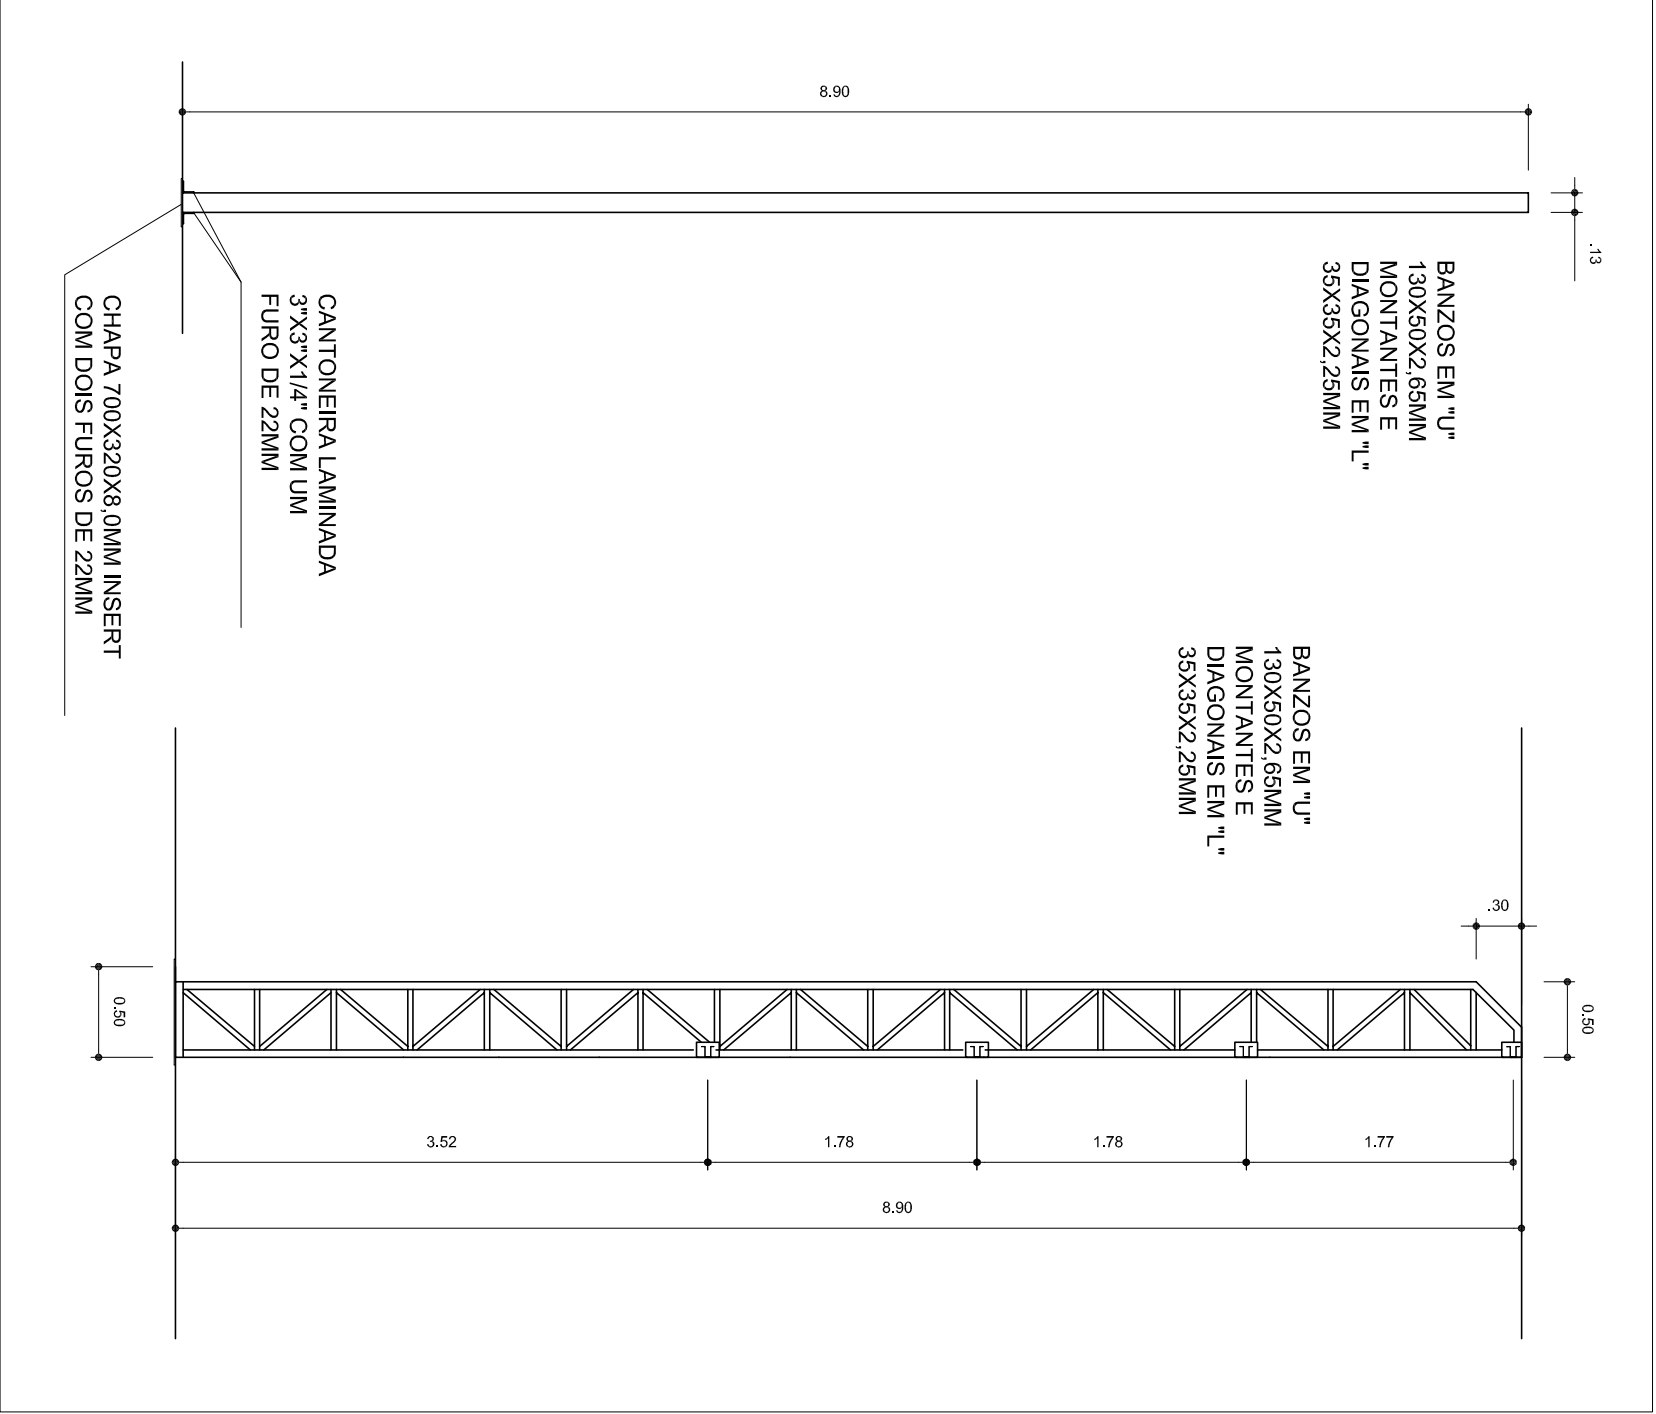 8.90
.13
BANZOS EM "U"
130X50X2,65MM
MONTANTES E
DIAGONAIS EM "L"
35X35X2,25MM
CANTONEIRA LAMINADA
3"X3"X1/4" COM UM
FURO DE 22MM
CHAPA 700X320X8,0MM INSERT
COM DOIS FUROS DE 22MM
BANZOS EM "U"
130X50X2,65MM
MONTANTES E
DIAGONAIS EM "L"
35X35X2,25MM
.30
0.50
0.50
3.52
1.78
1.78
1.77
8.90